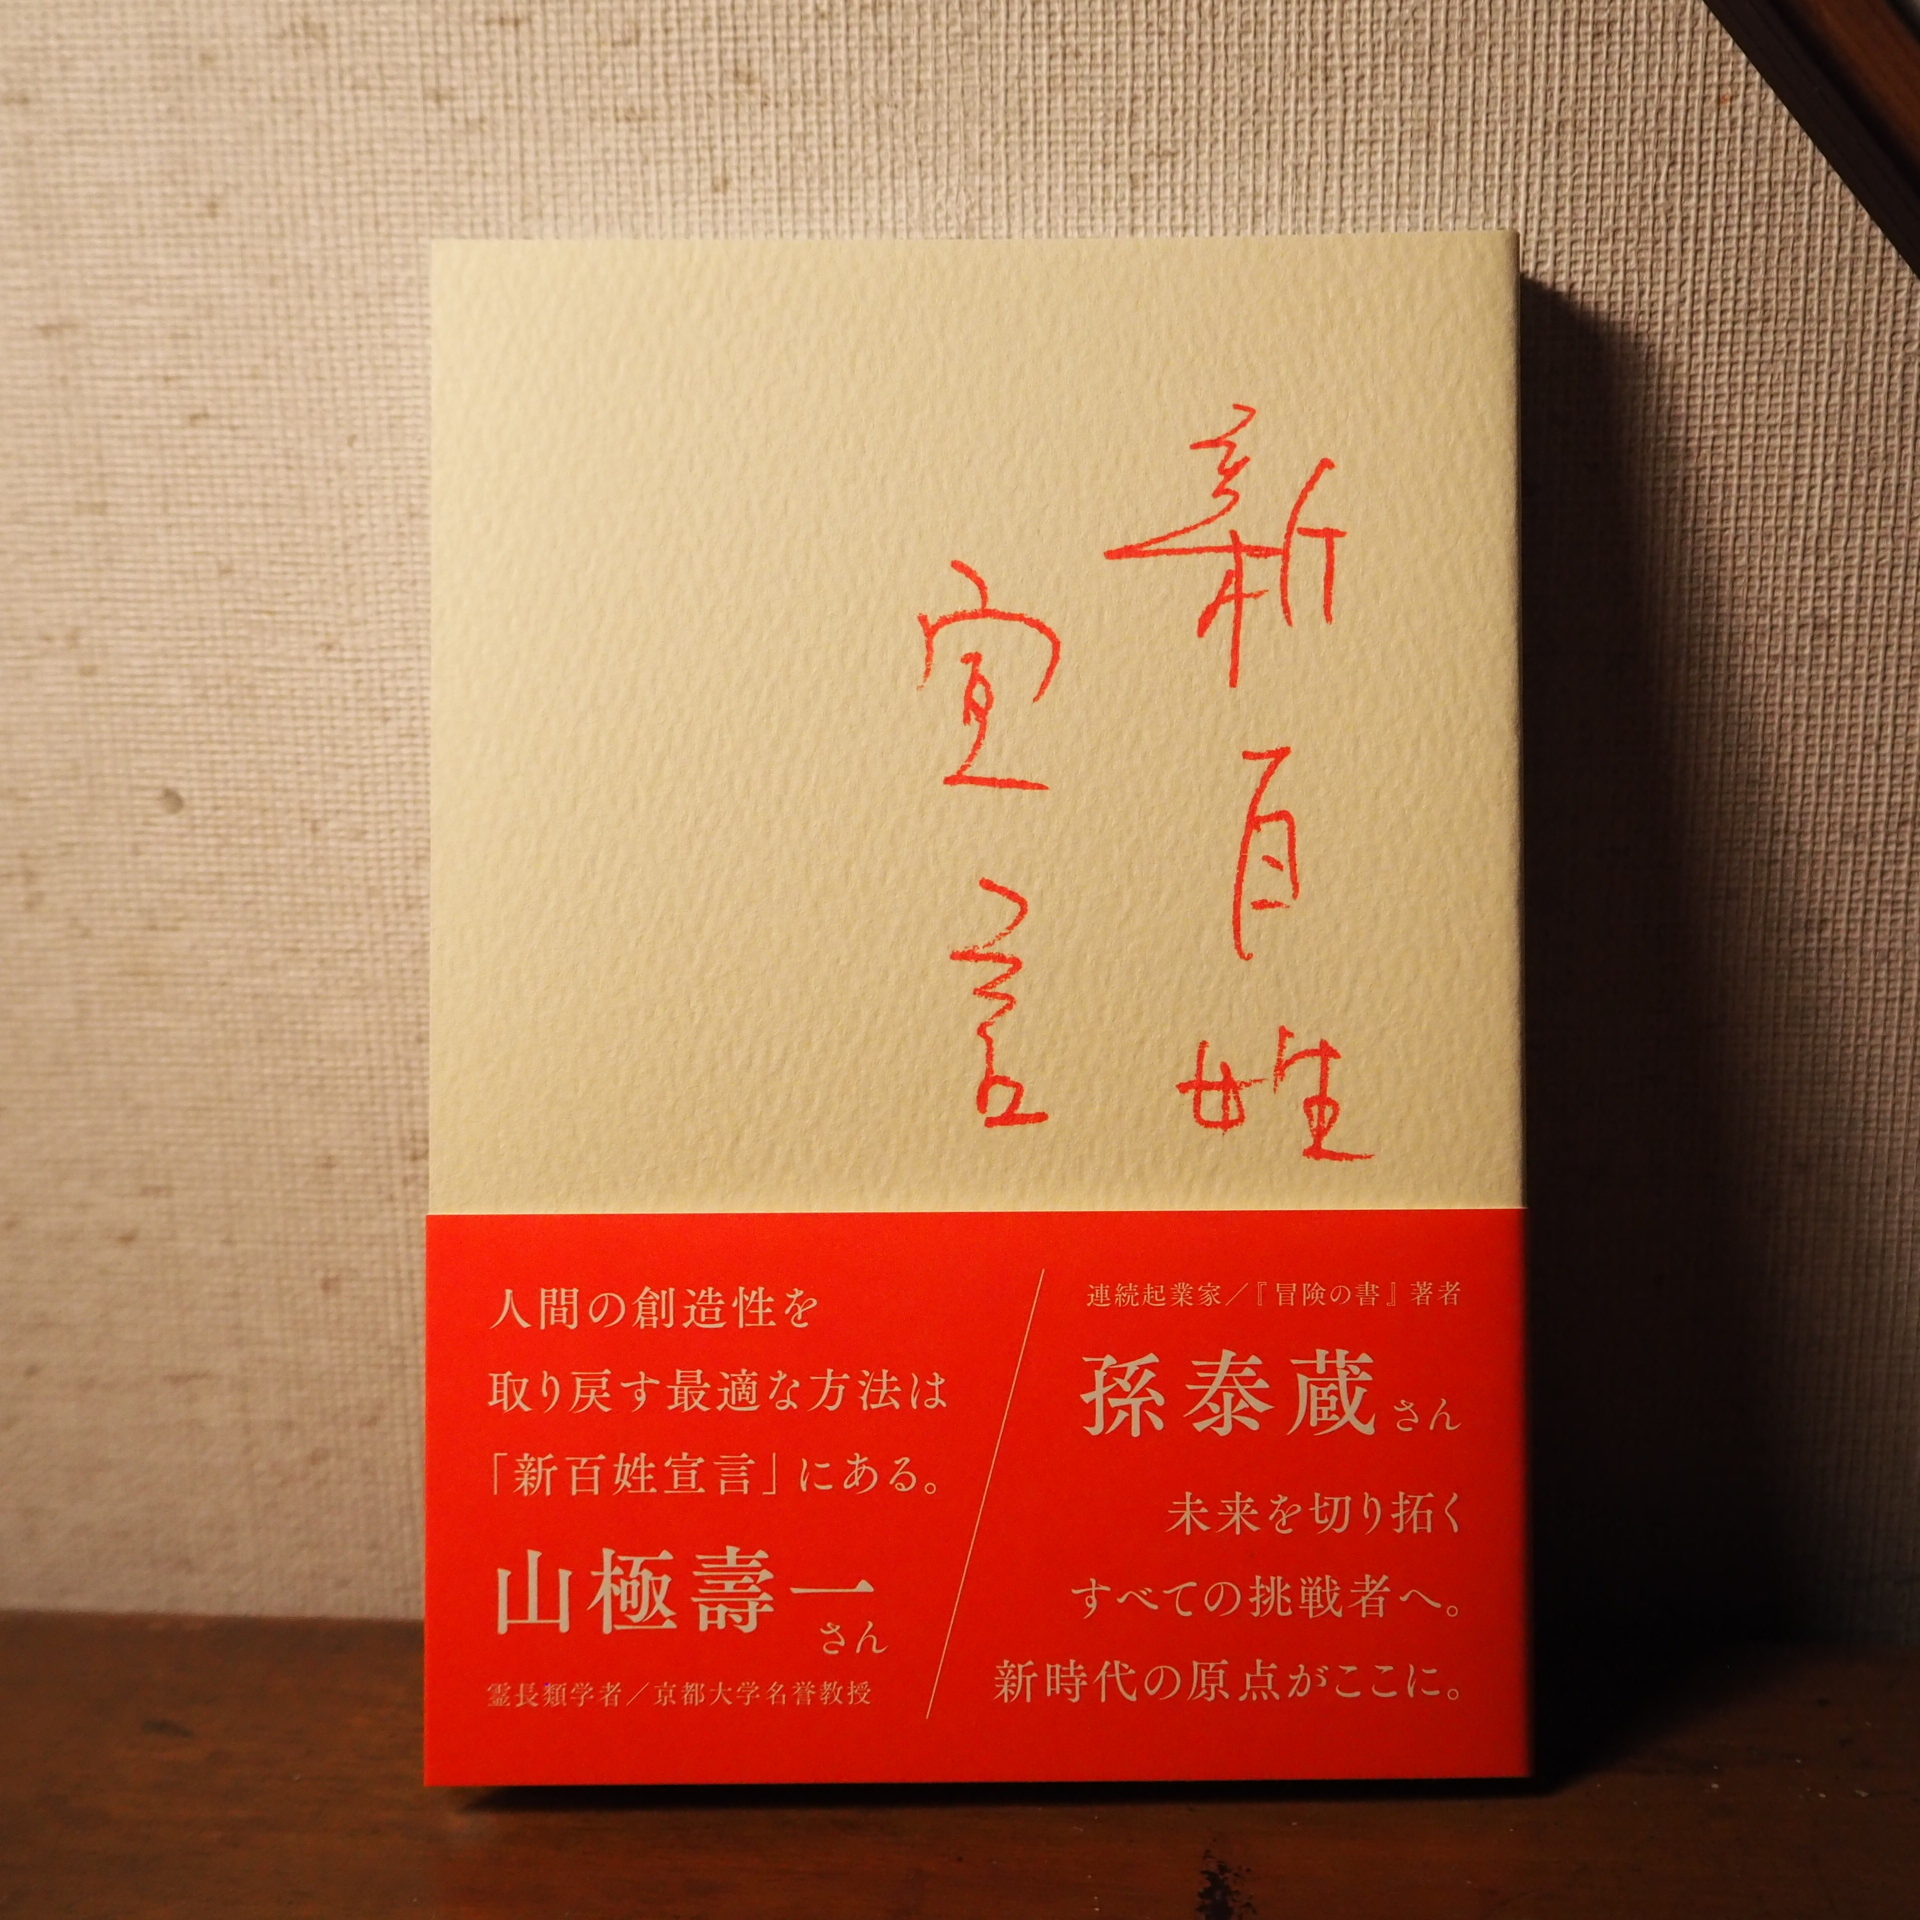 新百姓
宣言
連続起業家／『冒険の書』著者
孫泰蔵さん
未来を切り拓く
すべての挑戦者へ。
新時代の原点がここに。
人間の創造性を
取り戻す最適な方法は
「新百姓宣言」にある。
山極壽一さん
霊長類学者／京都大学名誉教授